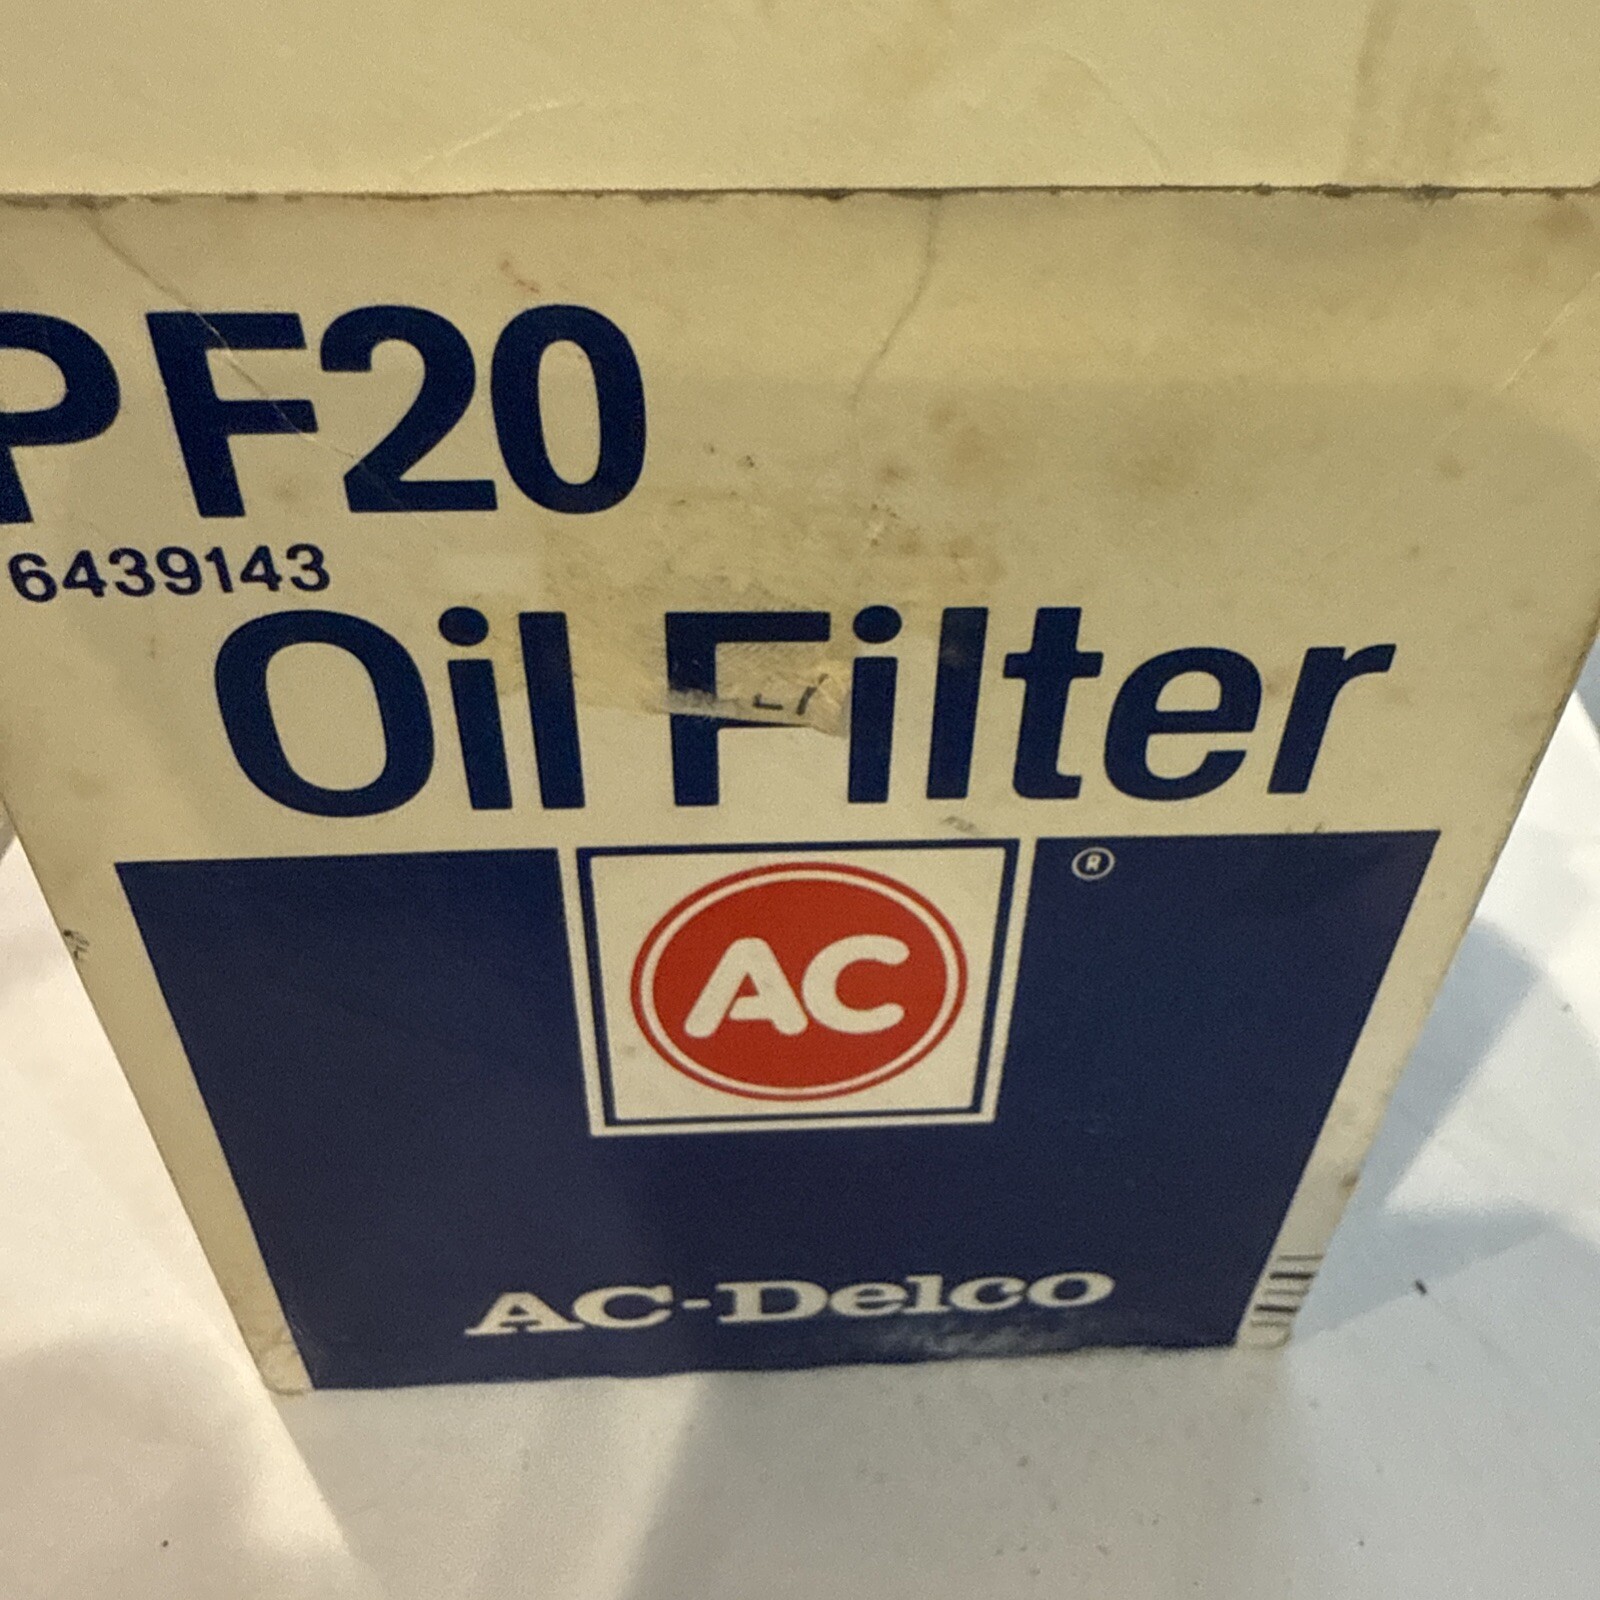 PF20
6439143
Oil Filter
®
AC
AC-Delco